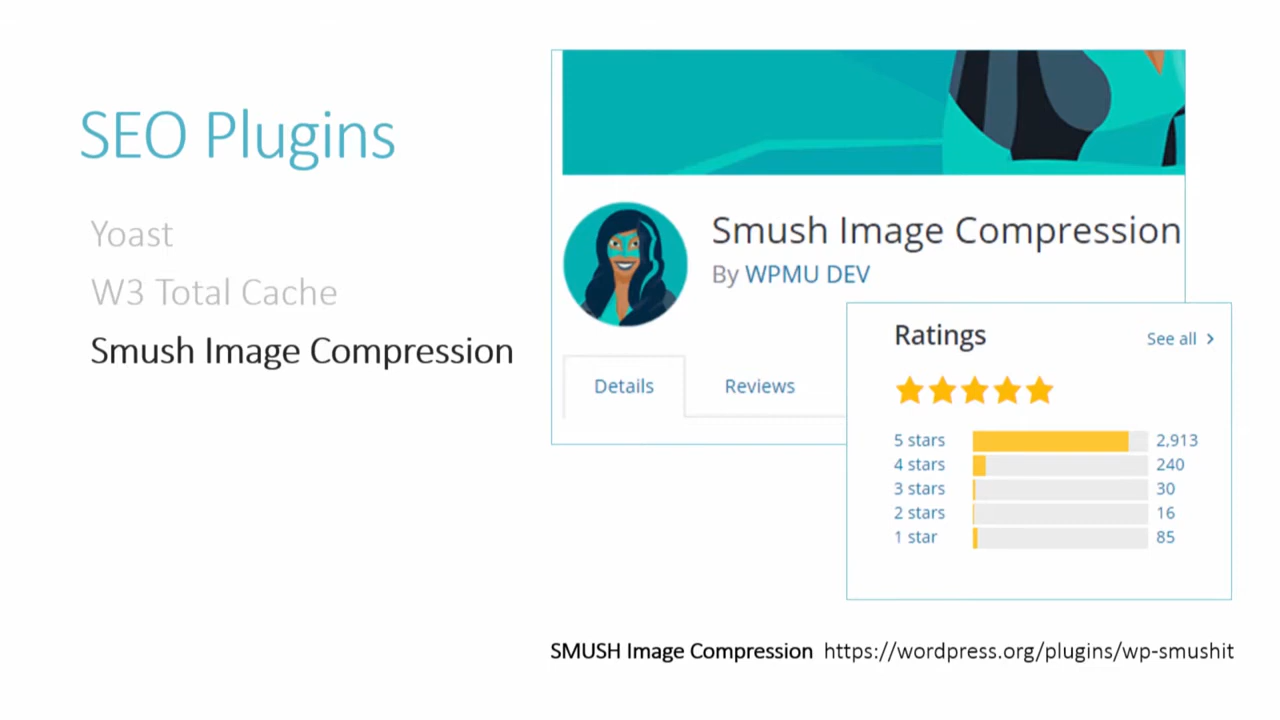 SEO Plugins
Yoast
W3 Total Cache
Smush Image Compression
Smush Image Compression
By WPMU DEV
Details Reviews
Ratings See all >
5 stars 2,913
4 stars 240
3 stars 30
2 stars 16
1 star 85
SMUSH Image Compression https://wordpress.org/plugins/wp-smushit